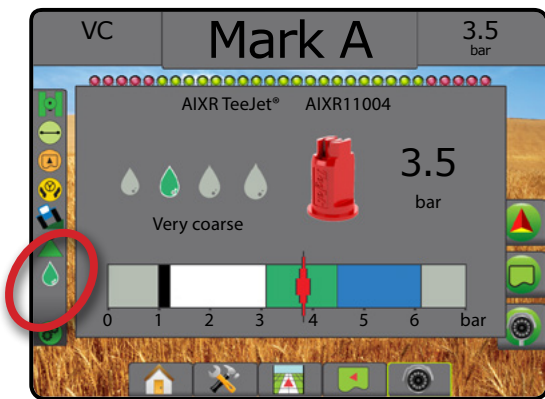 VC Mark A 3.5
bar
AIXR TeeJet® AIXR11004
3.5
bar
Very coarse
0 1 2 3 4 5 6 bar